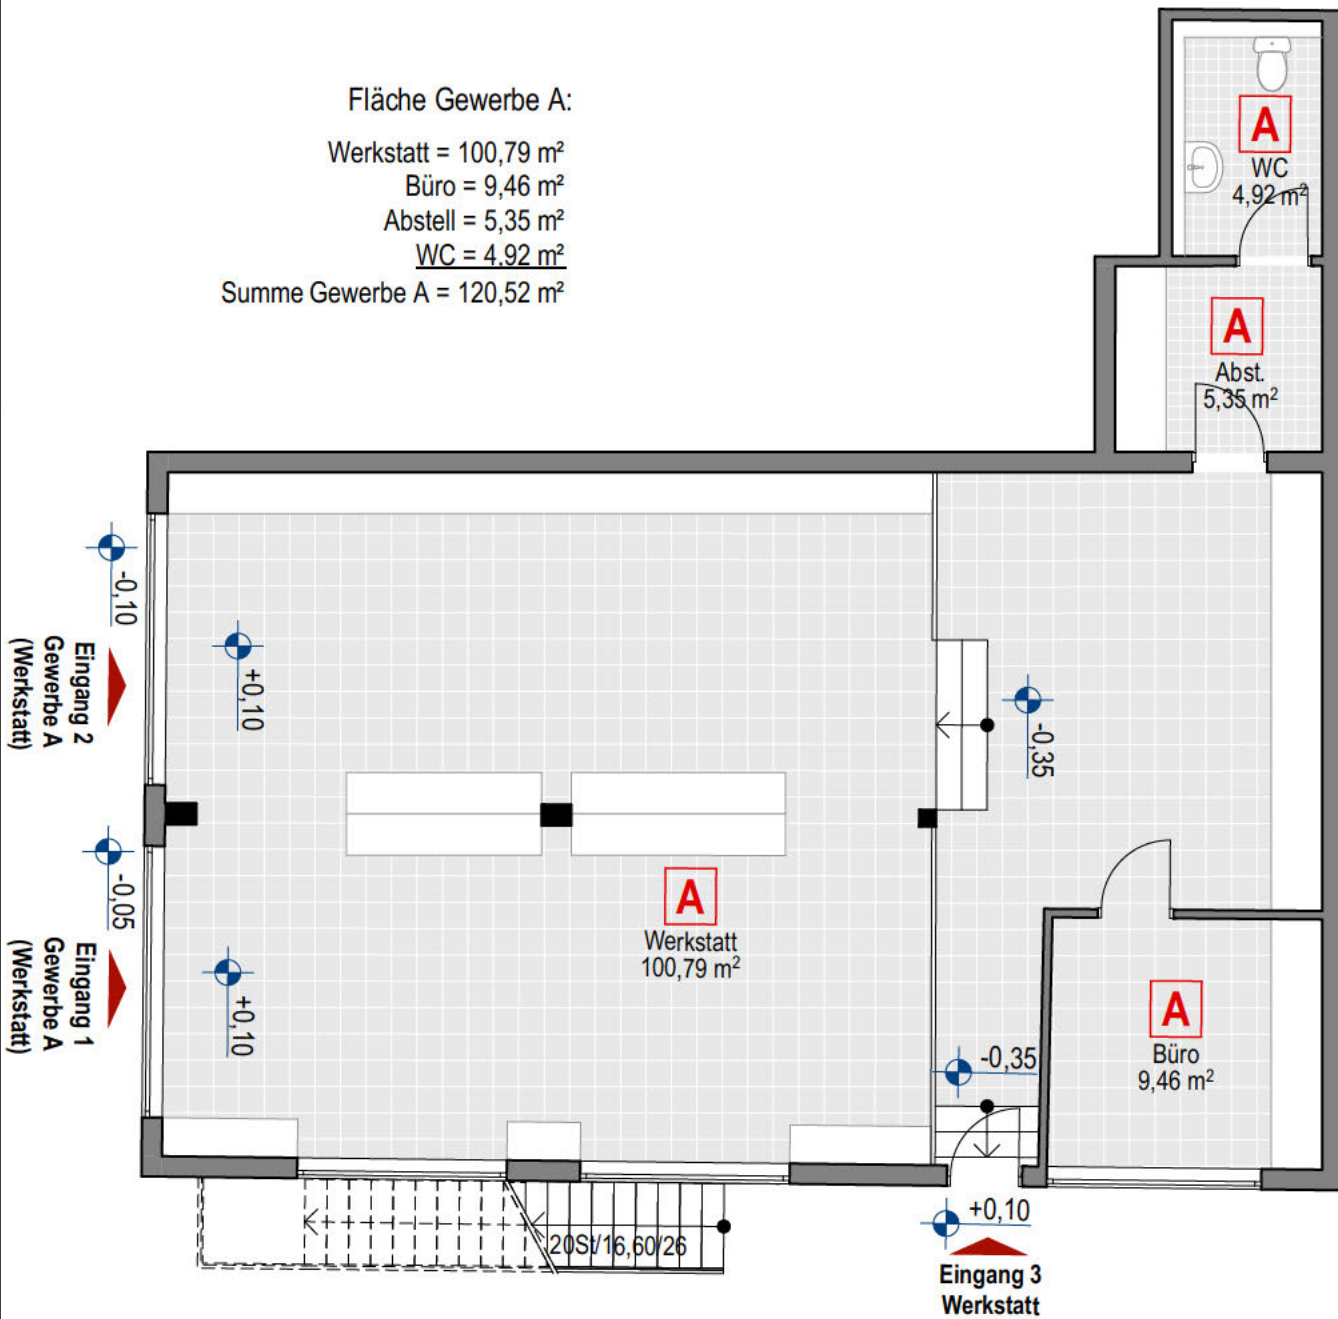 Fläche Gewerbe A:
Werkstatt = 100,79 m²
Büro = 9,46 m²
Abstell = 5,35 m²
WC = 4,92 m²
Summe Gewerbe A = 120,52 m²
A
WC
4,92 m²
A
Abst.
5,35 m²
-0,10
Eingang 2
Gewerbe A
(Werkstatt)
+0,10
-0,35
-0,05
Eingang 1
Gewerbe A
(Werkstatt)
+0,10
A
Werkstatt
100,79 m²
A
Büro
9,46 m²
-0,35
20St/16,60/26
+0,10
Eingang 3
Werkstatt